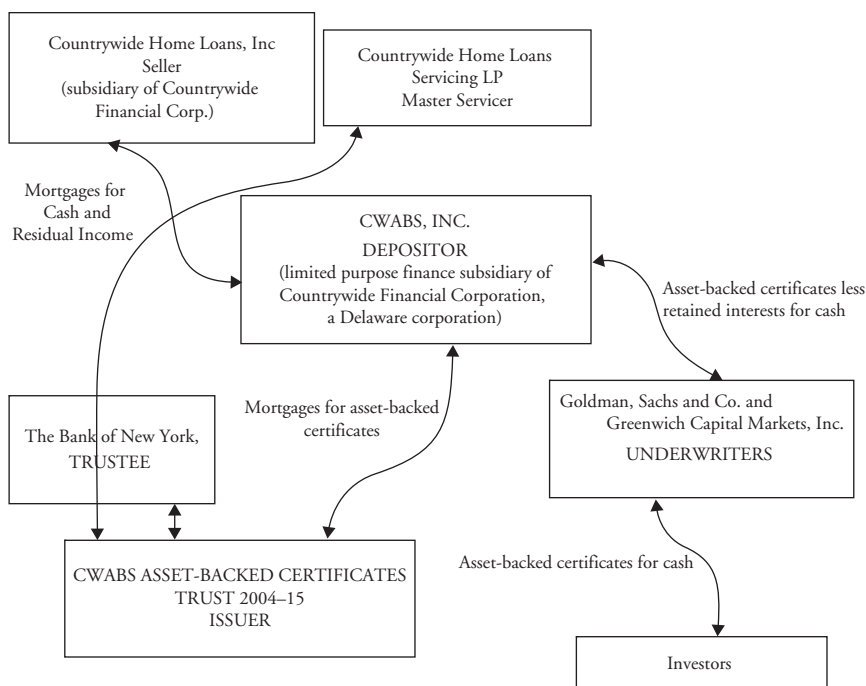 Countrywide Home Loans, Inc
Seller
(subsidiary of Countrywide
Financial Corp.)
Countrywide Home Loans
Servicing LP
Master Servicer
Mortgages for
Cash and
Residual Income
CWABS, INC.
DEPOSITOR
(limited purpose finance subsidiary of
Countrywide Financial Corporation,
a Delaware corporation)
Asset-backed certificates less
retained interests for cash
Mortgages for asset-backed
certificates
Goldman, Sachs and Co. and
Greenwich Capital Markets, Inc.
UNDERWRITERS
The Bank of New York,
TRUSTEE
CWABS ASSET-BACKED CERTIFICATES
TRUST 2004–15
ISSUER
Asset-backed certificates for cash
Investors